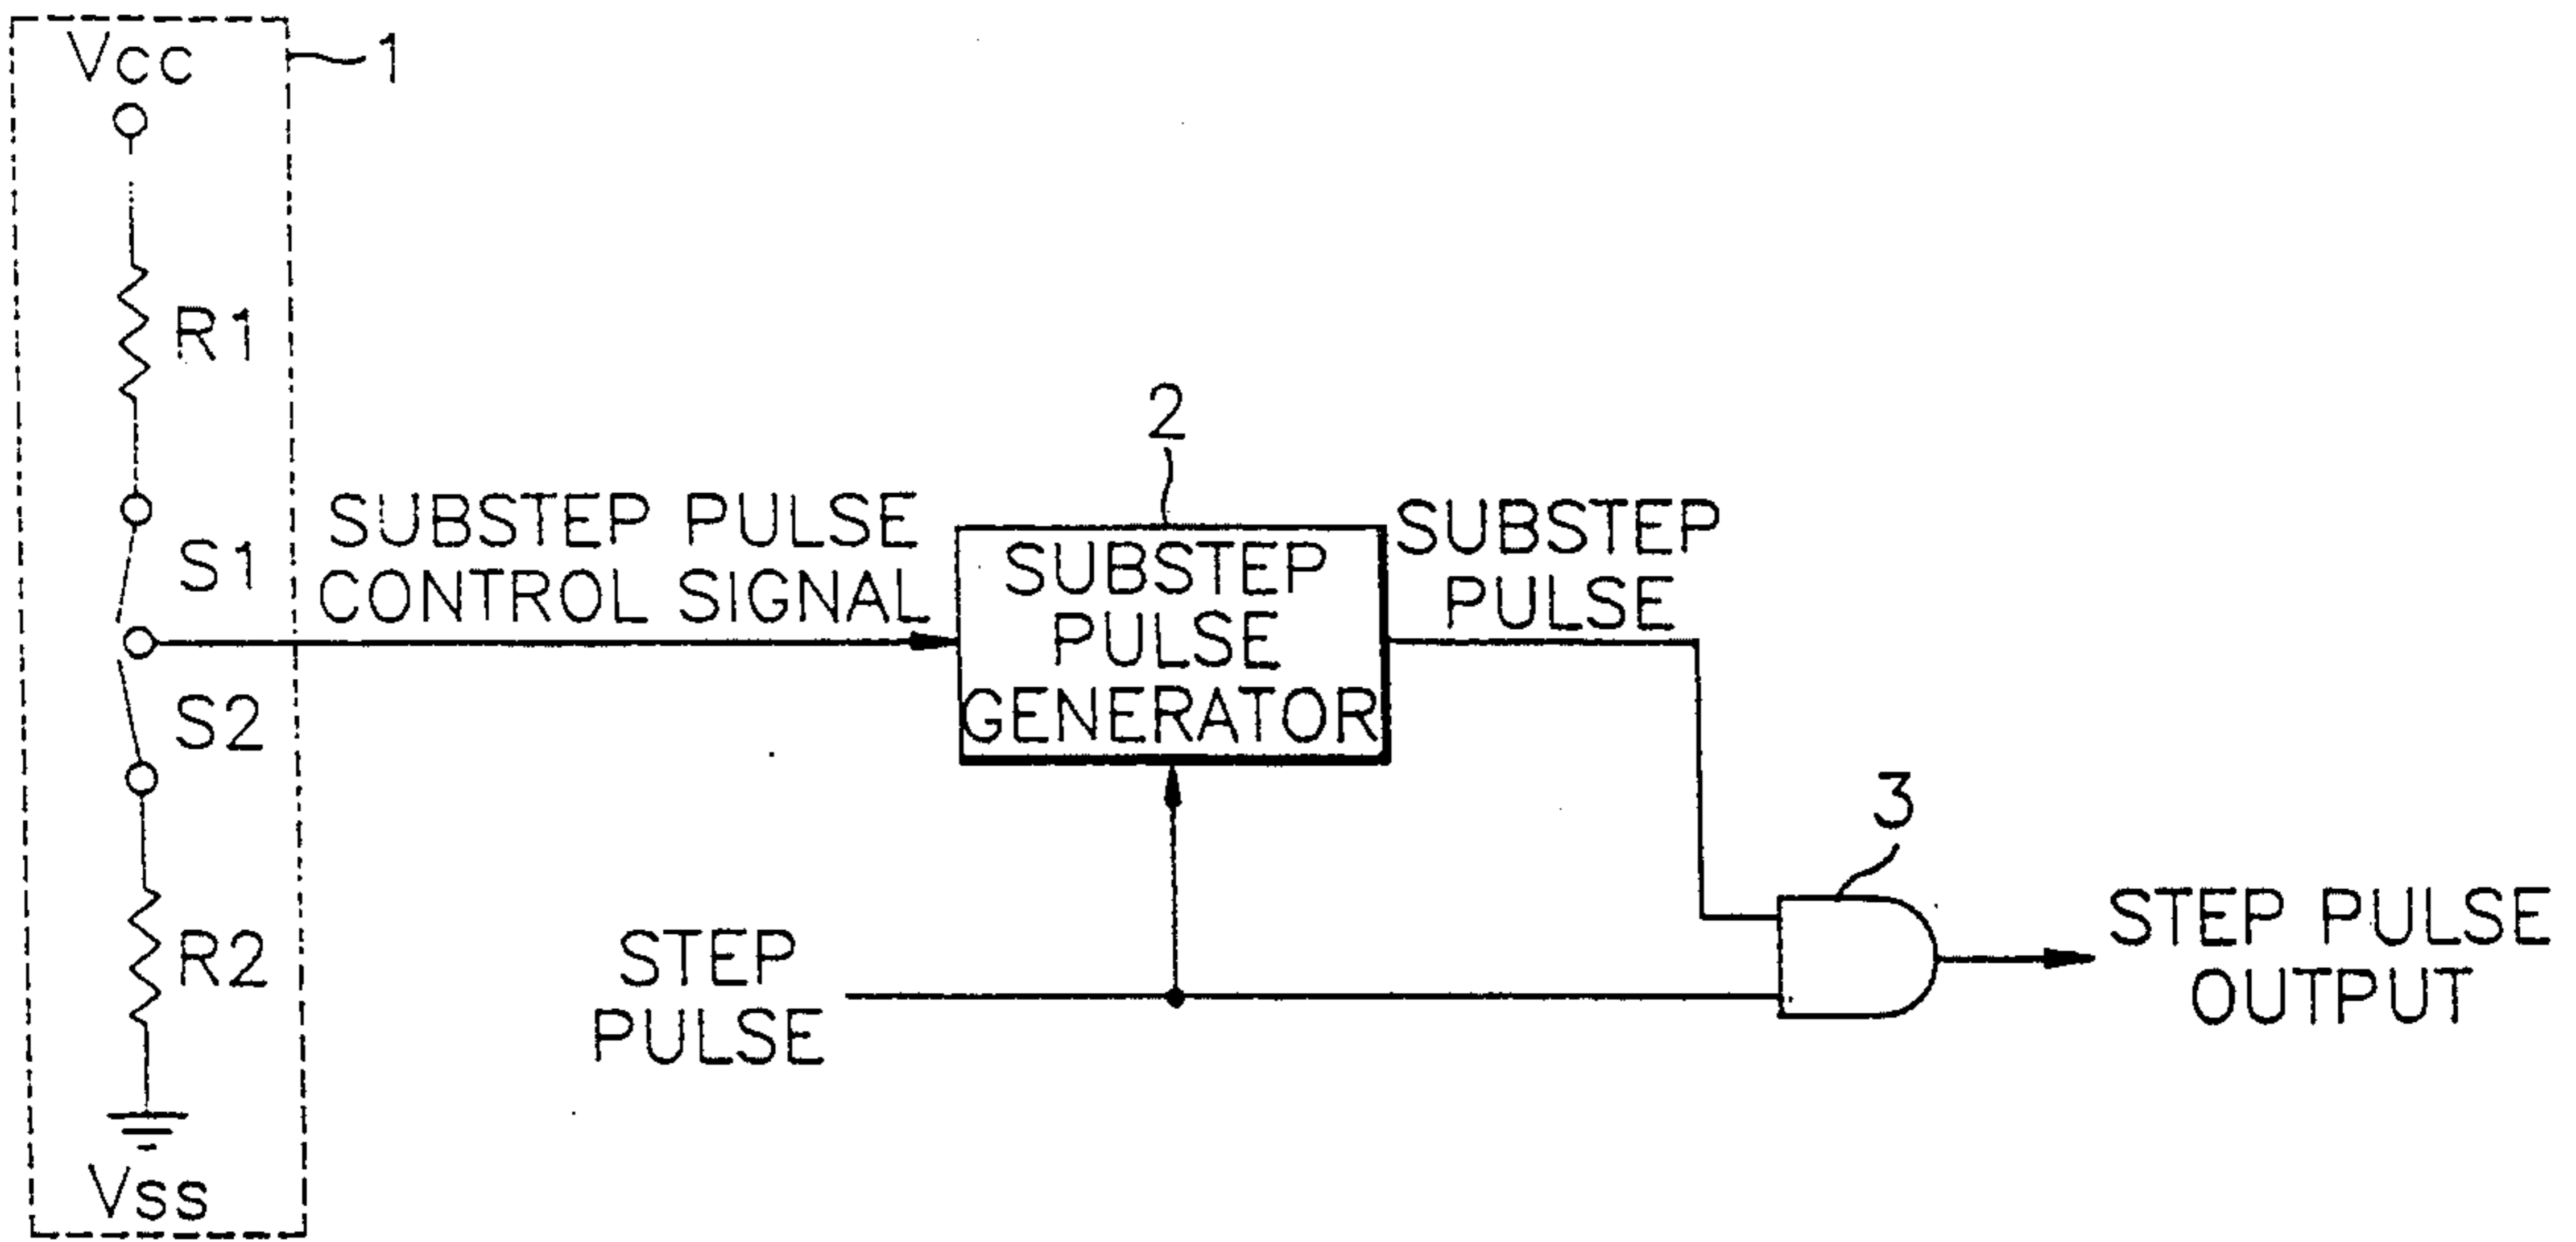 Vcc
1
R1
S1
S2
R2
Vss
SUBSTEP PULSE
CONTROL SIGNAL
2
SUBSTEP
PULSE
GENERATOR
SUBSTEP
PULSE
STEP
PULSE
3
STEP PULSE
OUTPUT